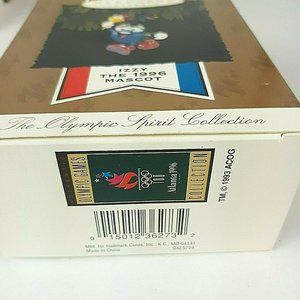 IZZY
THE 1996
MASCOT
The Olympic Spirit Collection
OLYMPIC GAMES
Atlanta 1996
COLLECTION
TM, © 1993 ACOG
0 15012 36273 2
Mfd. for Hallmark Cards, Inc., K.C., MO 64141
Made in China